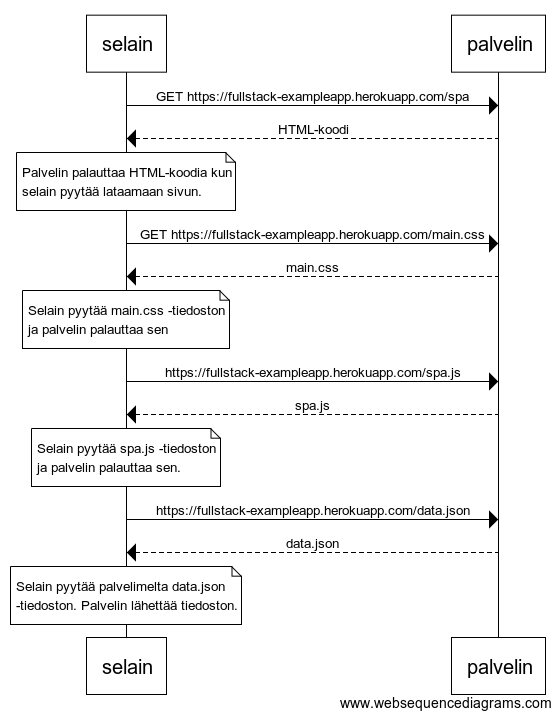 selain
palvelin
GET https://fullstack-exampleapp.herokuapp.com/spa
HTML-koodi
Palvelin palauttaa HTML-koodia kun
selain pyytää lataamaan sivun.
GET https://fullstack-exampleapp.herokuapp.com/main.css
main.css
Selain pyytää main.css -tiedoston
ja palvelin palauttaa sen
https://fullstack-exampleapp.herokuapp.com/spa.js
spa.js
Selain pyytää spa.js -tiedoston
ja palvelin palauttaa sen.
https://fullstack-exampleapp.herokuapp.com/data.json
data.json
Selain pyytää palvelimelta data.json
-tiedoston. Palvelin lähettää tiedoston.
selain
palvelin
www.websequencediagrams.com